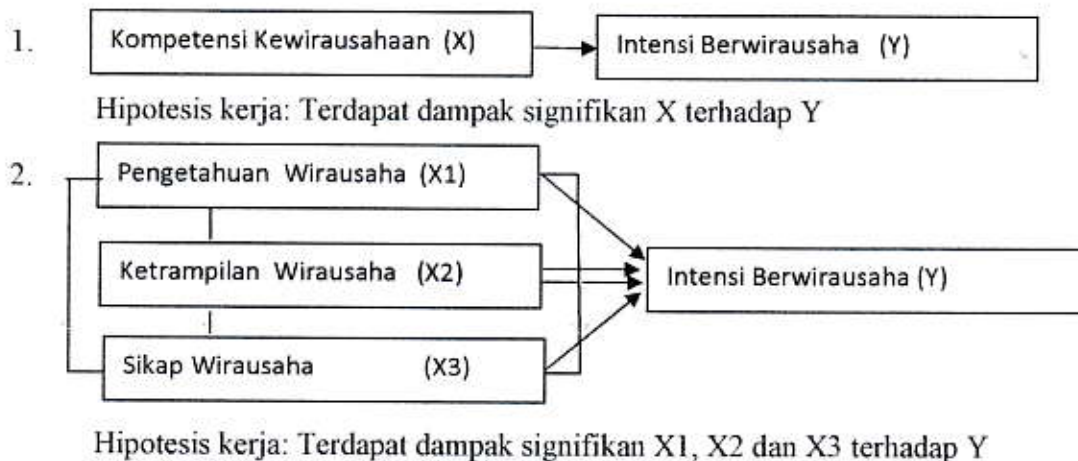 1. Kompetensi Kewirausahaan (X) Intensi Berwirausaha (Y)
Hipotesis kerja: Terdapat dampak signifikan X terhadap Y
2. Pengetahuan Wirausaha (X1)
Ketrampilan Wirausaha (X2) Intensi Berwirausaha (Y)
Sikap Wirausaha (X3)
Hipotesis kerja: Terdapat dampak signifikan X1, X2 dan X3 terhadap Y